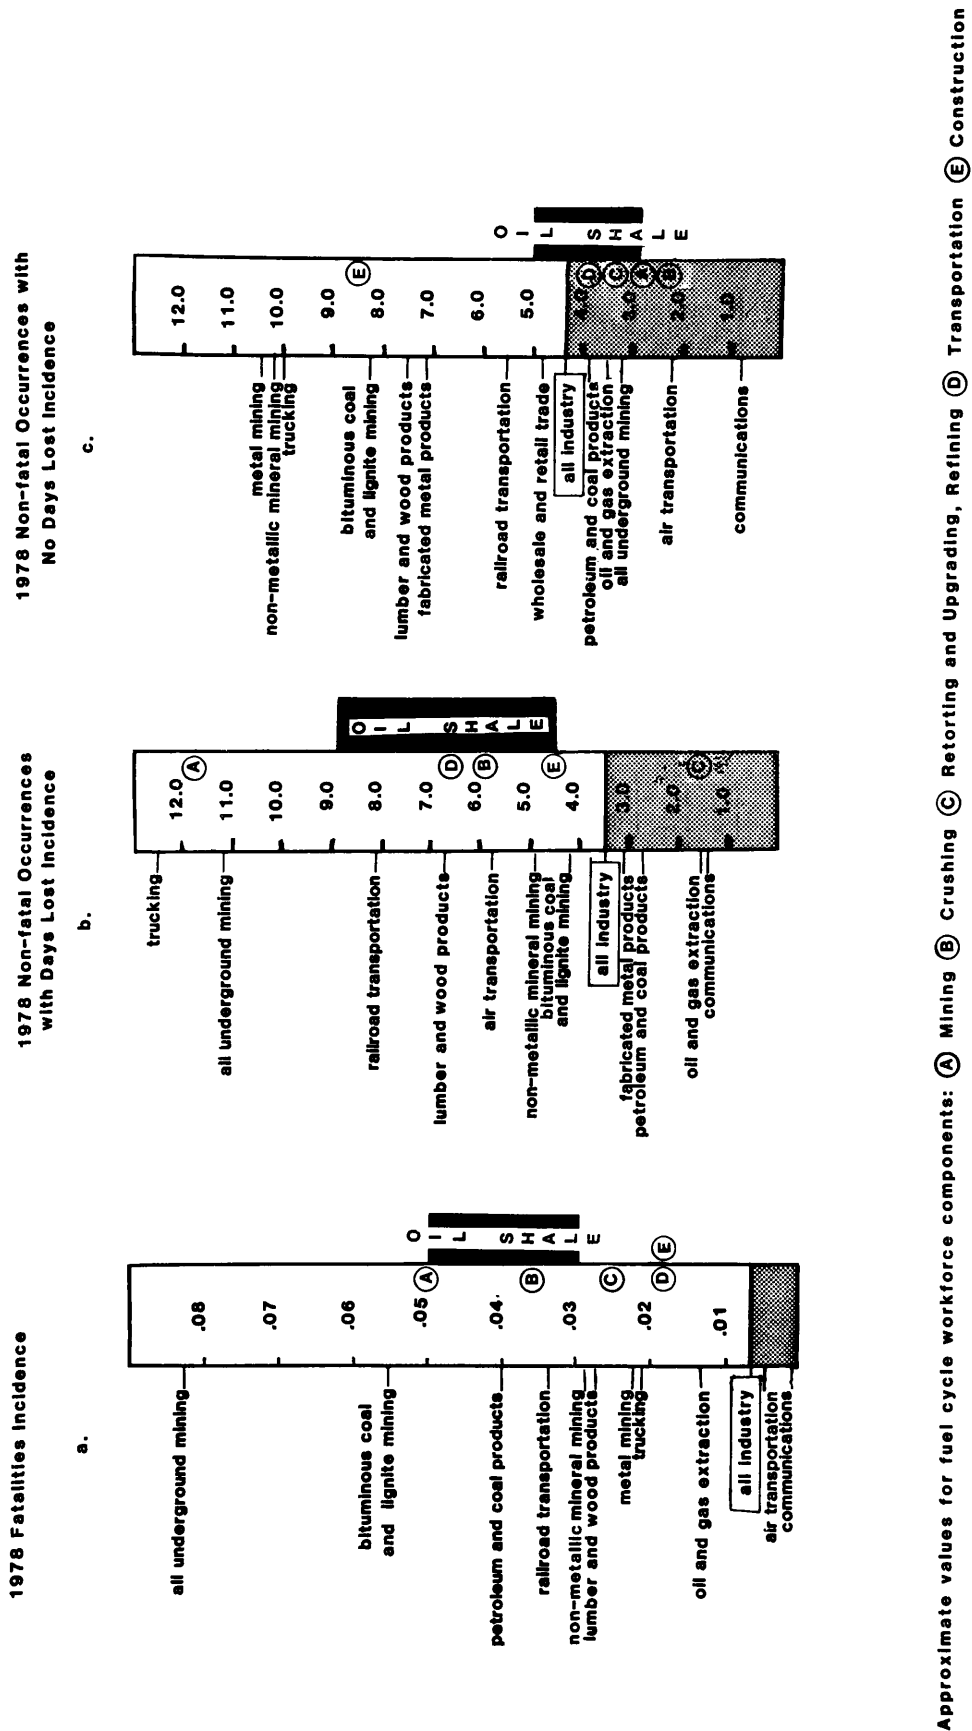 1978 Fatalities Incidence
a.
.08
.07
.06
.05
.04
.03
.02
.01
all underground mining
bituminous coal
and lignite mining
petroleum and coal products
railroad transportation
non-metallic mineral mining
lumber and wood products
metal mining
trucking
oil and gas extraction
all industry
air transportation
communications
A
B
C
D
E
OIL SHALE
1978 Non-fatal Occurrences
with Days Lost Incidence
b.
12.0
11.0
10.0
9.0
8.0
7.0
6.0
5.0
4.0
3.0
2.0
1.0
trucking
all underground mining
railroad transportation
lumber and wood products
air transportation
non-metallic mineral mining
bituminous coal
and lignite mining
all industry
fabricated metal products
petroleum and coal products
oil and gas extraction
communications
A
D
B
E
C
OIL SHALE
1978 Non-fatal Occurrences with
No Days Lost Incidence
c.
12.0
11.0
10.0
9.0
8.0
7.0
6.0
5.0
4.0
3.0
2.0
1.0
metal mining
non-metallic mineral mining
trucking
bituminous coal
and lignite mining
lumber and wood products
fabricated metal products
railroad transportation
wholesale and retail trade
all industry
petroleum and coal products
oil and gas extraction
all underground mining
air transportation
communications
E
D
C
A
B
OIL SHALE
Approximate values for fuel cycle workforce components: A Mining B Crushing C Retorting and Upgrading, Refining D Transportation E Construction